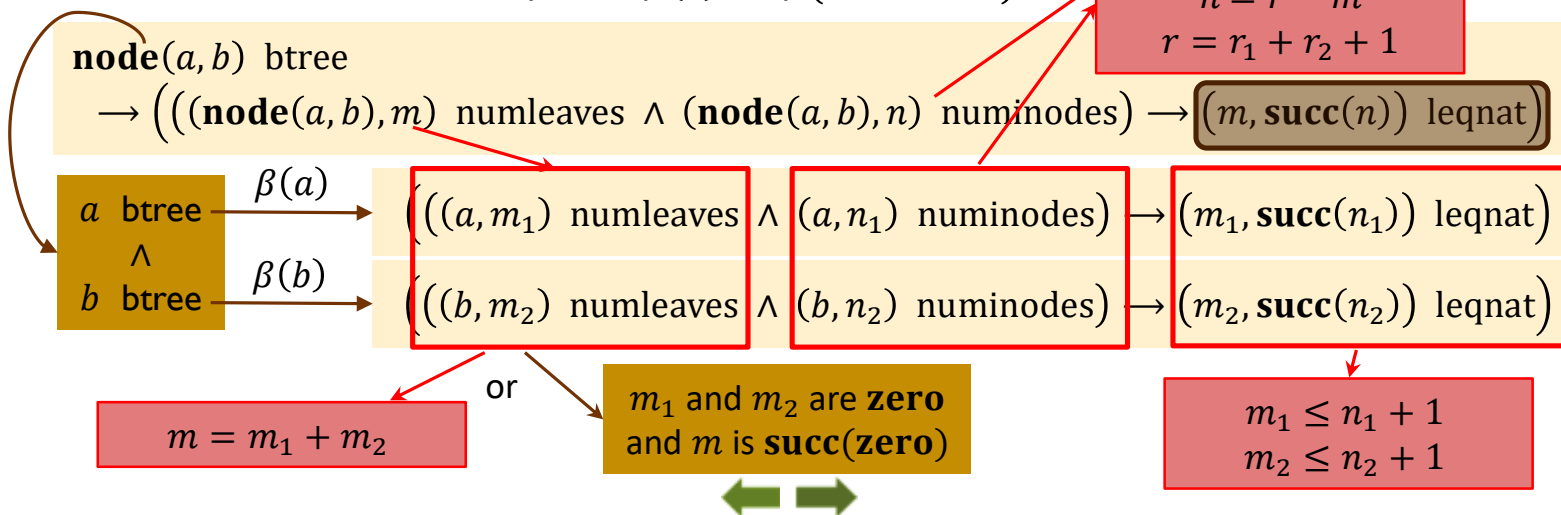 r = r₁ + r₂ + 1
node(a, b) btree
→ (((node(a, b), m) numleaves ∧ (node(a, b), n) numinodes) → (m, succ(n)) leqnat)
a btree
∧
b btree
β(a)
β(b)
(((a, m₁) numleaves ∧ (a, n₁) numinodes) → (m₁, succ(n₁)) leqnat)
(((b, m₂) numleaves ∧ (b, n₂) numinodes) → (m₂, succ(n₂)) leqnat)
m = m₁ + m₂
or
m₁ and m₂ are zero
and m is succ(zero)
m₁ ≤ n₁ + 1
m₂ ≤ n₂ + 1